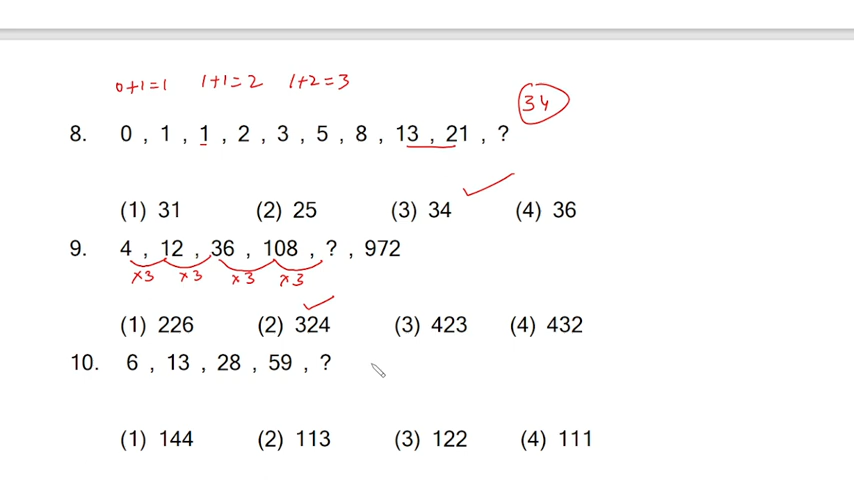 0+1=1 1+1=2 1+2=3
34
8. 0 , 1 , 1 , 2 , 3 , 5 , 8 , 13 , 21 , ?
(1) 31 (2) 25 (3) 34 (4) 36
9. 4 , 12 , 36 , 108 , ? , 972
×3 ×3 ×3 ×3
(1) 226 (2) 324 (3) 423 (4) 432
10. 6 , 13 , 28 , 59 , ?
(1) 144 (2) 113 (3) 122 (4) 111